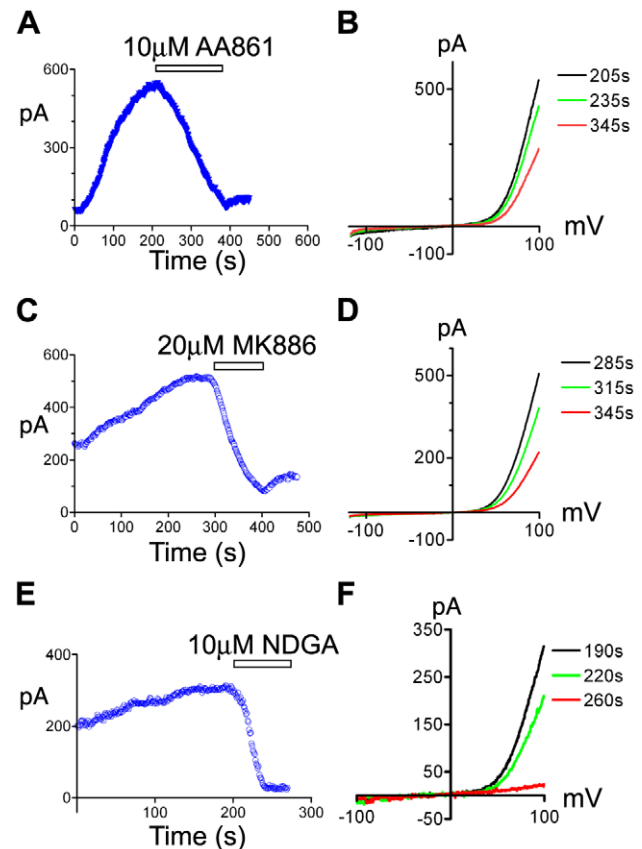 A
10μM AA861
600
pA
300
0
0 100 200 300 400 500 600
Time (s)
B
pA
500
205s
235s
345s
-100
100
mV
-100
C
20μM MK886
600
400
pA
200
0
0 100 200 300 400 500
Time (s)
D
pA
500
285s
315s
345s
200
-100
100
mV
-100
E
10μM NDGA
400
pA
200
0
0 100 200 300
Time (s)
F
pA
350
190s
220s
260s
250
150
50
-100
100
mV
-50